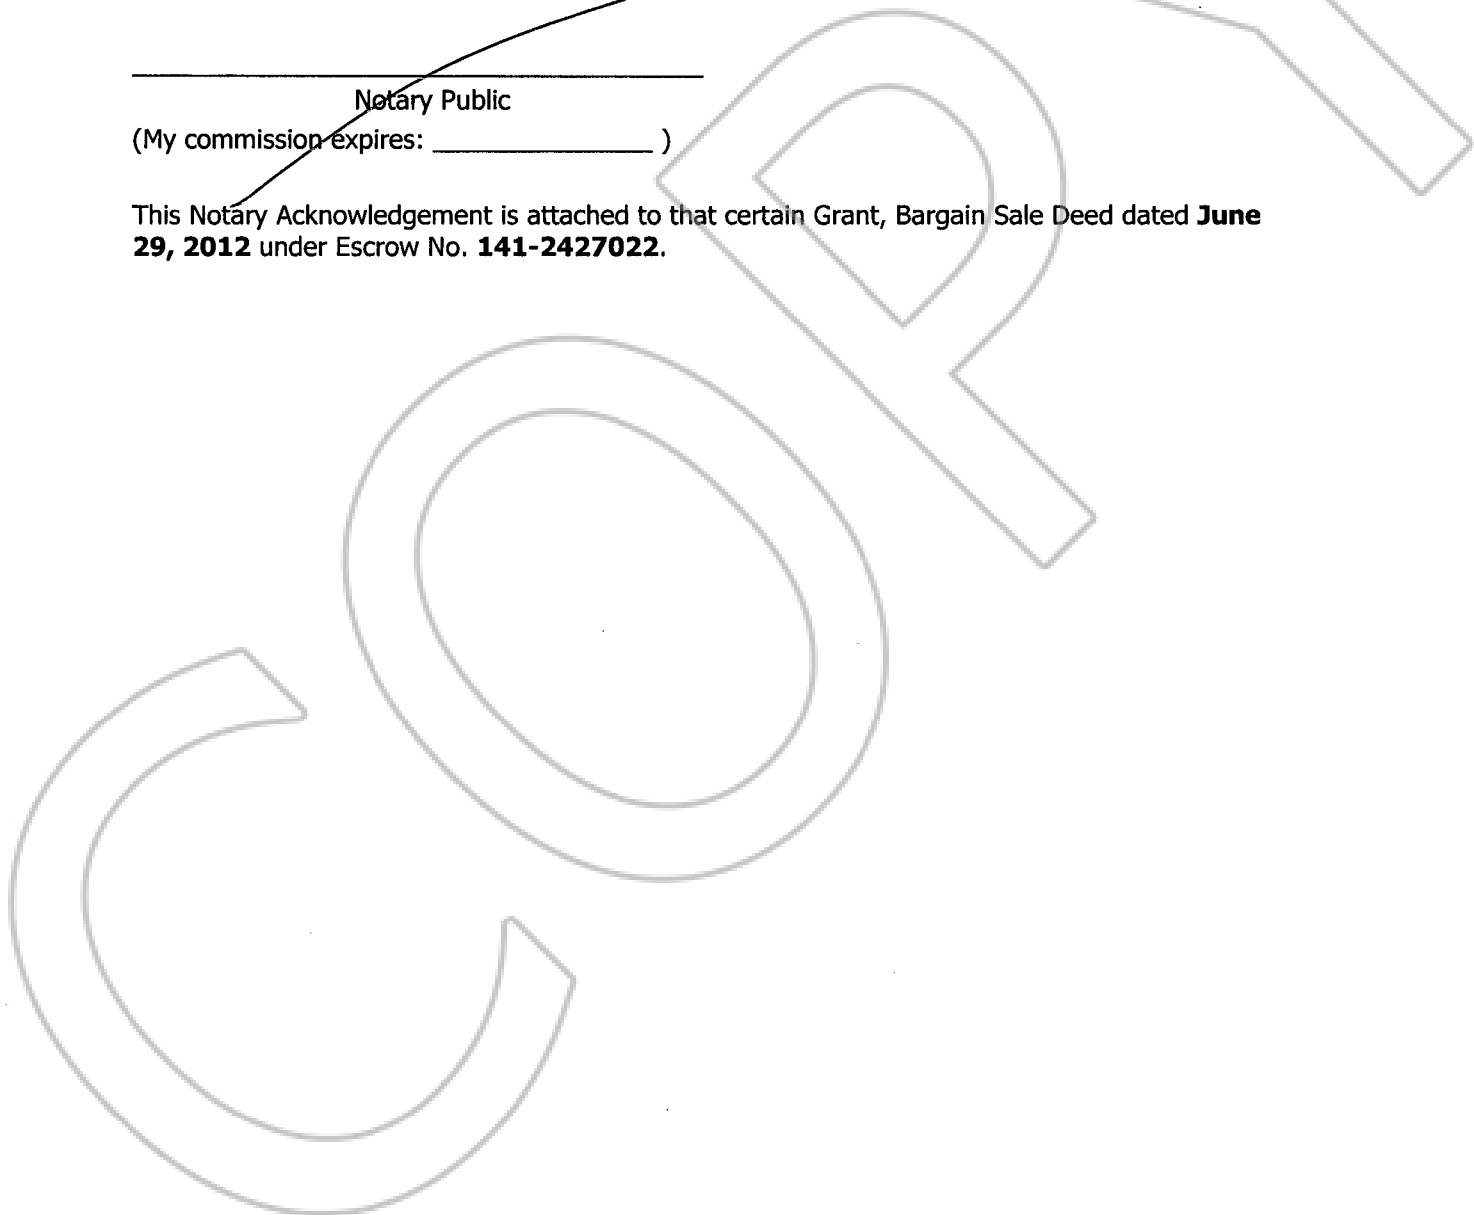 Notary Public
(My commission expires: ________________ )
This Notary Acknowledgement is attached to that certain Grant, Bargain Sale Deed dated June
29, 2012 under Escrow No. 141-2427022.
COPY